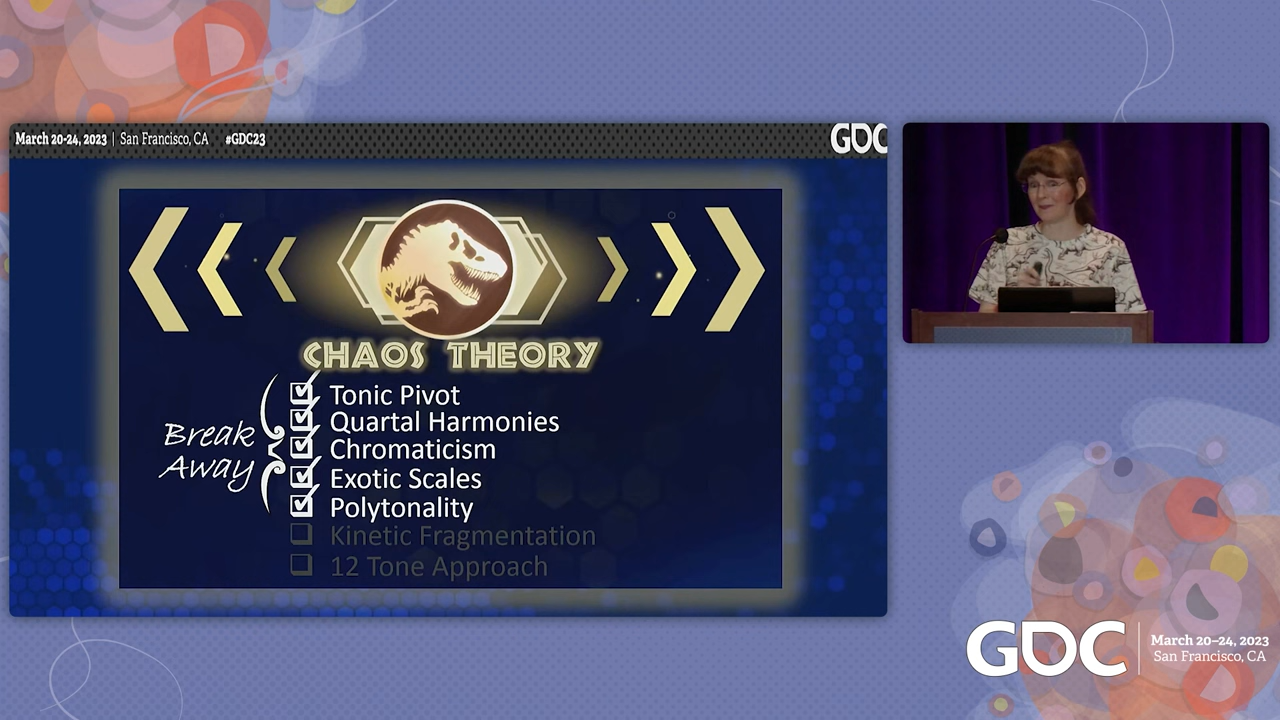 March 20-24, 2023 | San Francisco, CA #GDC23
GDC
CHAOS THEORY
Break
Away
Tonic Pivot
Quartal Harmonies
Chromaticism
Exotic Scales
Polytonality
Kinetic Fragmentation
12 Tone Approach
GDC
March 20–24, 2023
San Francisco, CA